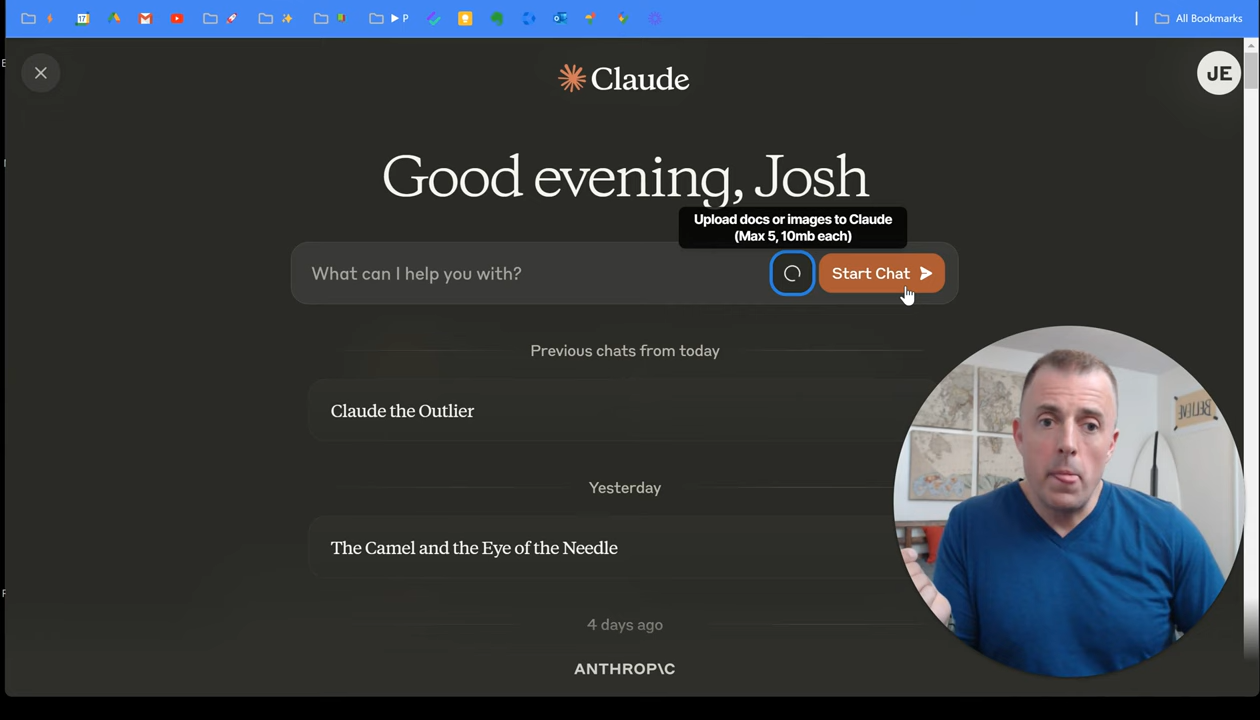 All Bookmarks
Claude
JE
Good evening, Josh
Upload docs or images to Claude
(Max 5, 10mb each)
What can I help you with?
Start Chat
Previous chats from today
Claude the Outlier
Yesterday
The Camel and the Eye of the Needle
4 days ago
ANTHROP\C
BELIEVE
17
P